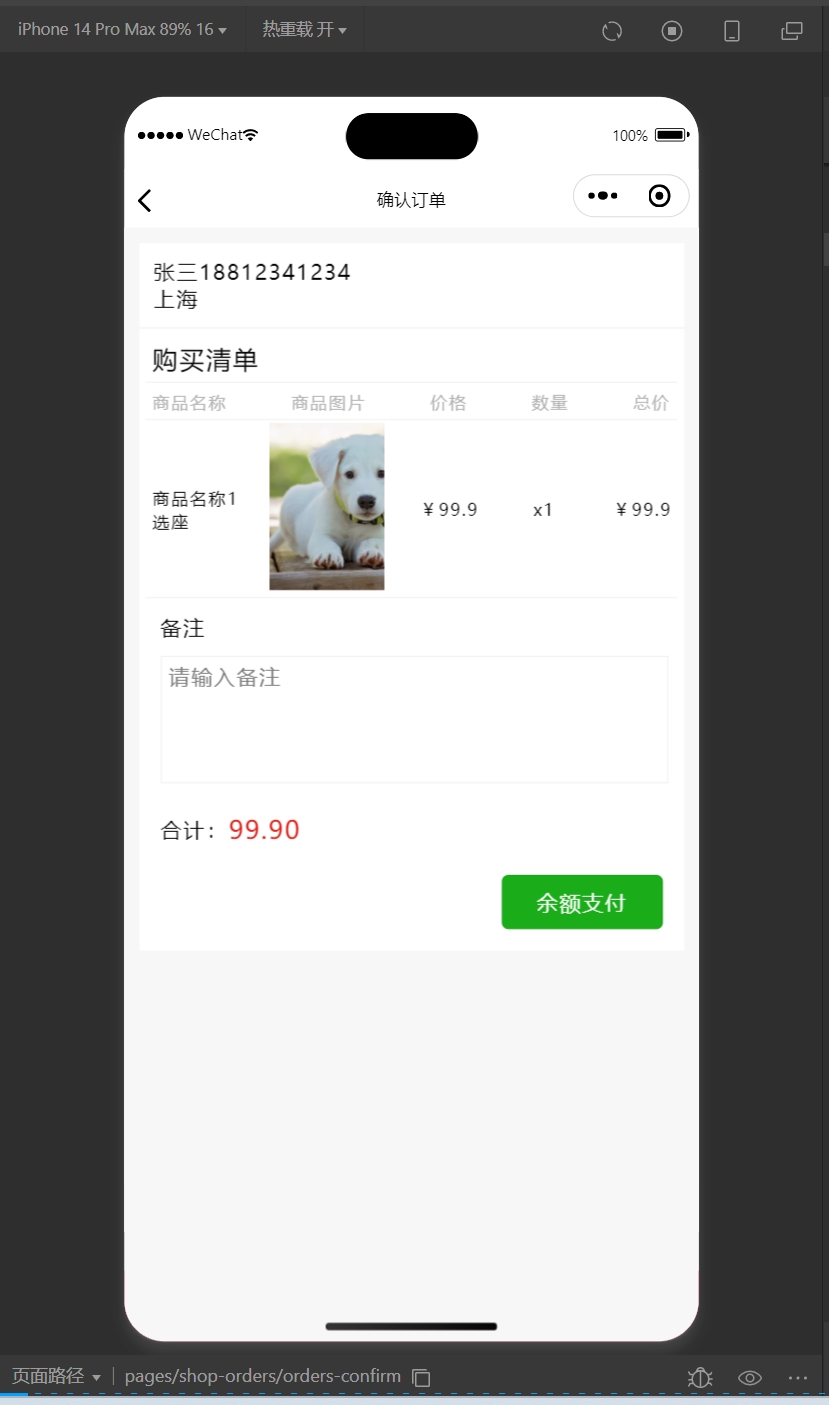 iPhone 14 Pro Max 89% 16 热重载 开
WeChat 100%
确认订单
张三18812341234
上海
购买清单
商品名称 商品图片 价格 数量 总价
商品名称1
选座
￥99.9 x1 ￥99.9
备注
请输入备注
合计：99.90
余额支付
页面路径 pages/shop-orders/orders-confirm